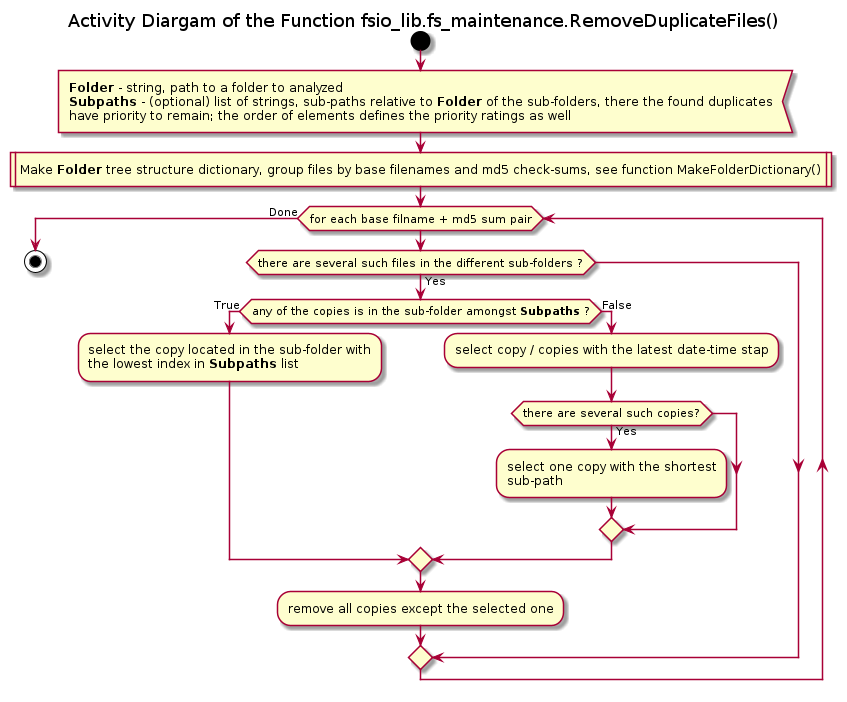 Activity Diargam of the Function fsio_lib.fs_maintenance.RemoveDuplicateFiles()
Folder - string, path to a folder to analyzed
Subpaths - (optional) list of strings, sub-paths relative to Folder of the sub-folders, there the found duplicates
have priority to remain; the order of elements defines the priority ratings as well
Make Folder tree structure dictionary, group files by base filenames and md5 check-sums, see function MakeFolderDictionary()
Done
for each base filname + md5 sum pair
there are several such files in the different sub-folders ?
Yes
True
any of the copies is in the sub-folder amongst Subpaths ?
False
select the copy located in the sub-folder with
the lowest index in Subpaths list
select copy / copies with the latest date-time stap
there are several such copies?
Yes
select one copy with the shortest
sub-path
remove all copies except the selected one